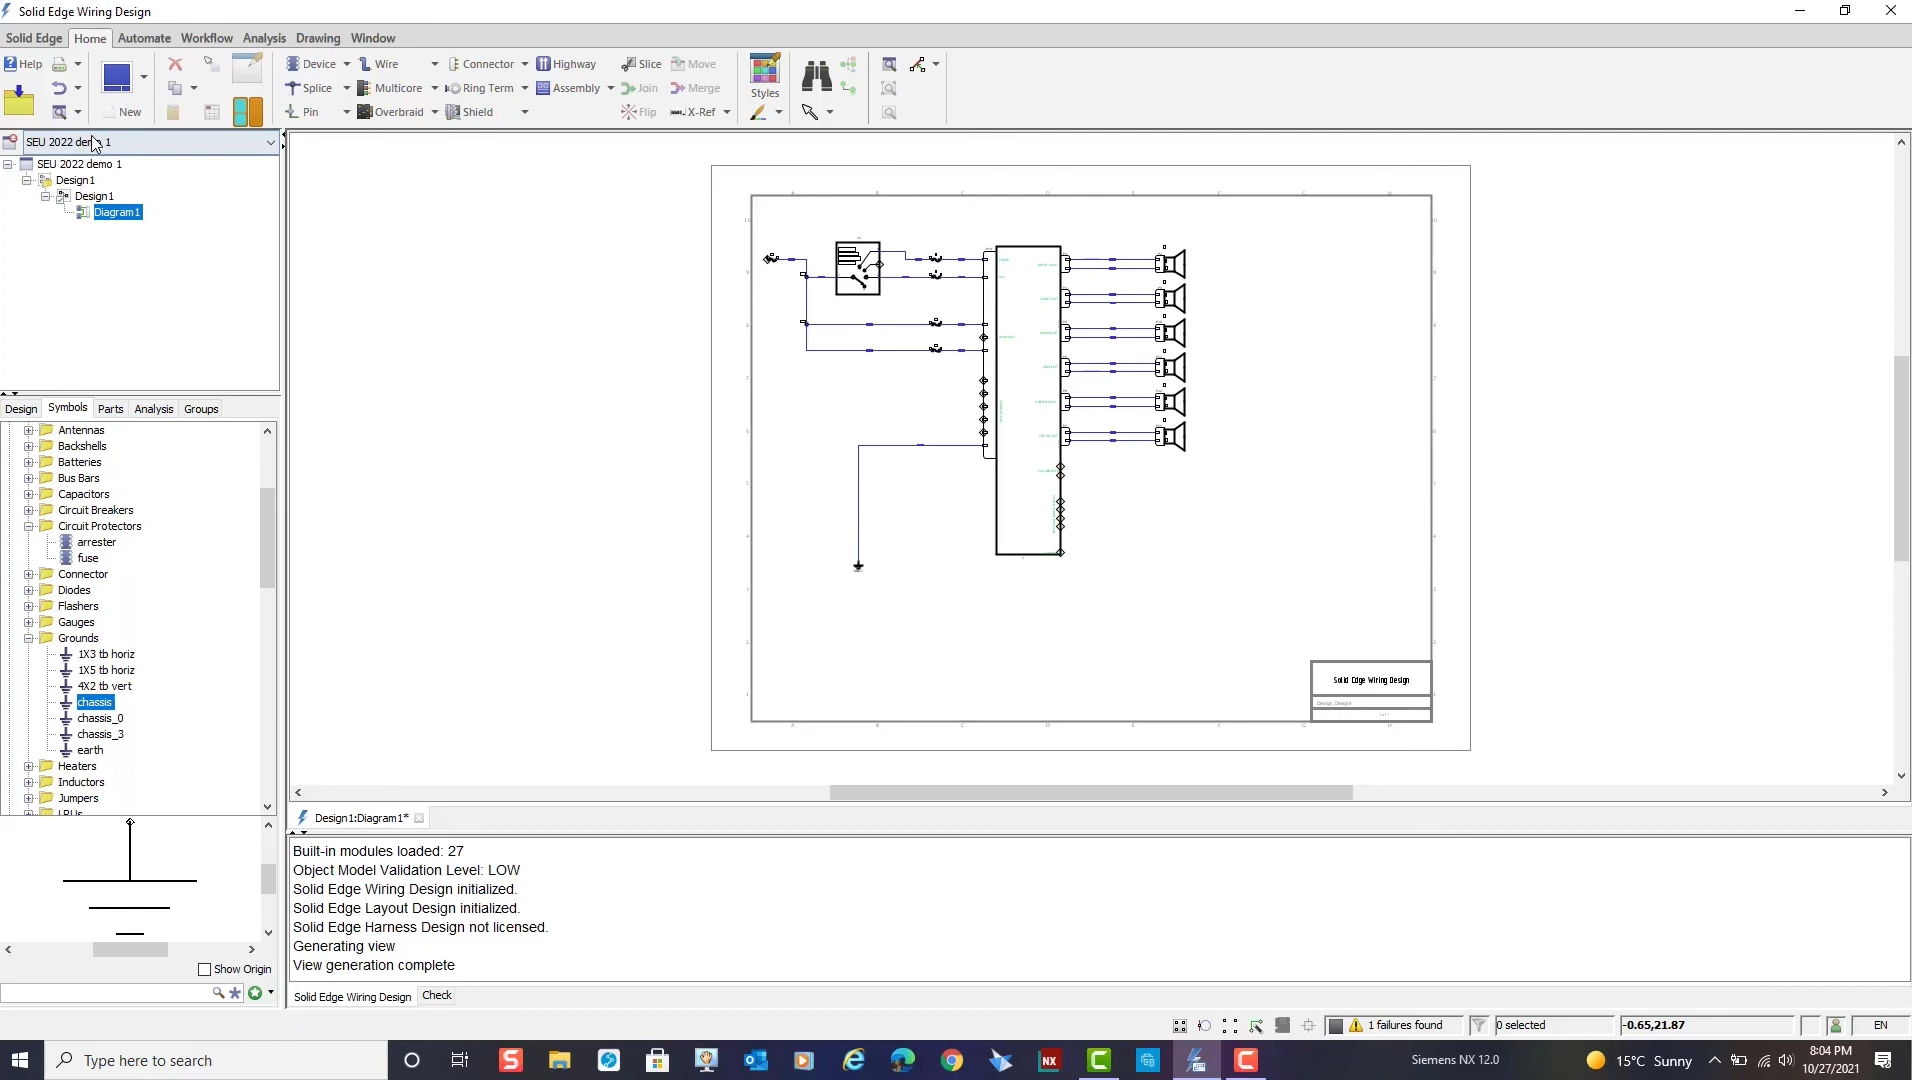 Solid Edge Wiring Design
Solid Edge Home Automate Workflow Analysis Drawing Window
Help Device Wire Connector Highway Slice Move
Splice Multicore Ring Term Assembly Join Merge Styles
New Pin Overbraid Shield Flip X-Ref
SEU 2022 demo 1
SEU 2022 demo 1
Design1
Design1
Diagram1
Design Symbols Parts Analysis Groups
Antennas
Backshells
Batteries
Bus Bars
Capacitors
Circuit Breakers
Circuit Protectors
arrester
fuse
Connector
Diodes
Flashers
Gauges
Grounds
1X3 tb horiz
1X5 tb horiz
4X2 tb vert
chassis
chassis_0
chassis_3
earth
Heaters
Inductors
Jumpers
LRUs
Show Origin
Solid Edge Wiring Design
Design1:Diagram1*
Built-in modules loaded: 27
Object Model Validation Level: LOW
Solid Edge Wiring Design initialized.
Solid Edge Layout Design initialized.
Solid Edge Harness Design not licensed.
Generating view
View generation complete
Solid Edge Wiring Design Check
1 failures found 0 selected -0.65,21.87 EN
Type here to search
NX
Siemens NX 12.0
15°C Sunny
8:04 PM
10/27/2021